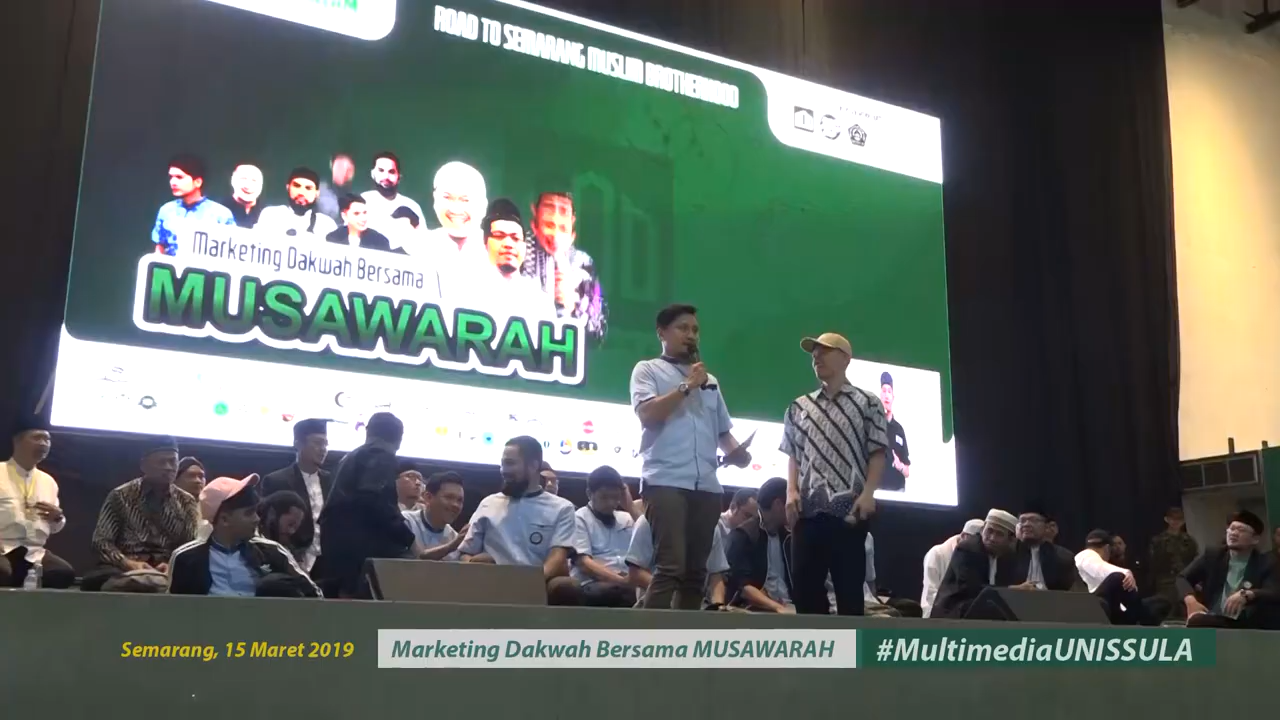 ROAD TO SEMARANG MUSLIM BROTHERHOOD
Marketing Dakwah Bersama
MUSAWARAH
Semarang, 15 Maret 2019
Marketing Dakwah Bersama MUSAWARAH
#MultimediaUNISSULA